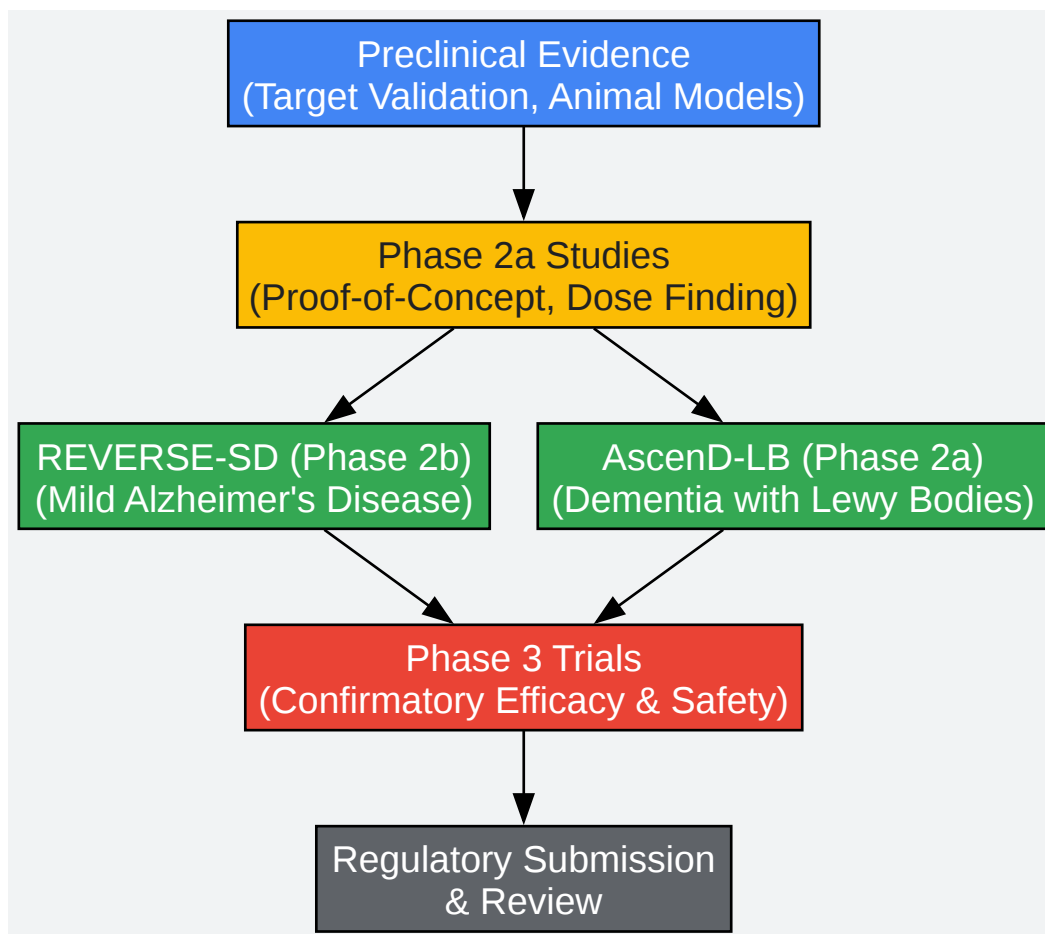 Preclinical Evidence
(Target Validation, Animal Models)
Phase 2a Studies
(Proof-of-Concept, Dose Finding)
REVERSE-SD (Phase 2b)
(Mild Alzheimer's Disease)
AscenD-LB (Phase 2a)
(Dementia with Lewy Bodies)
Phase 3 Trials
(Confirmatory Efficacy & Safety)
Regulatory Submission
& Review